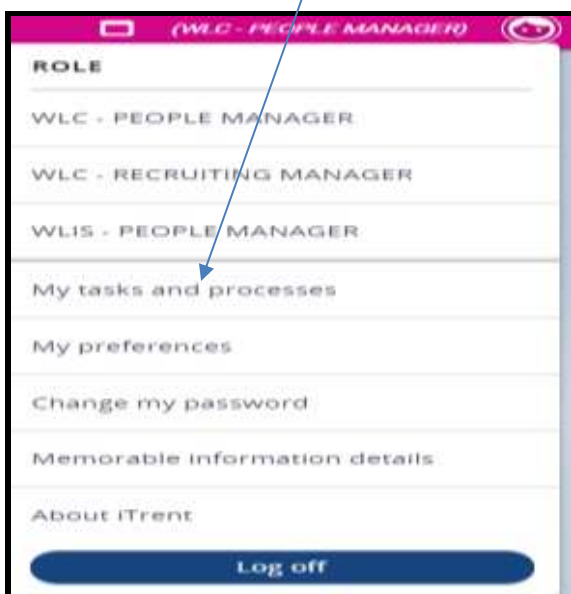 (WLC - PEOPLE MANAGER)
ROLE
WLC - PEOPLE MANAGER
WLC - RECRUITING MANAGER
WLIS - PEOPLE MANAGER
My tasks and processes
My preferences
Change my password
Memorable information details
About iTrent
Log off